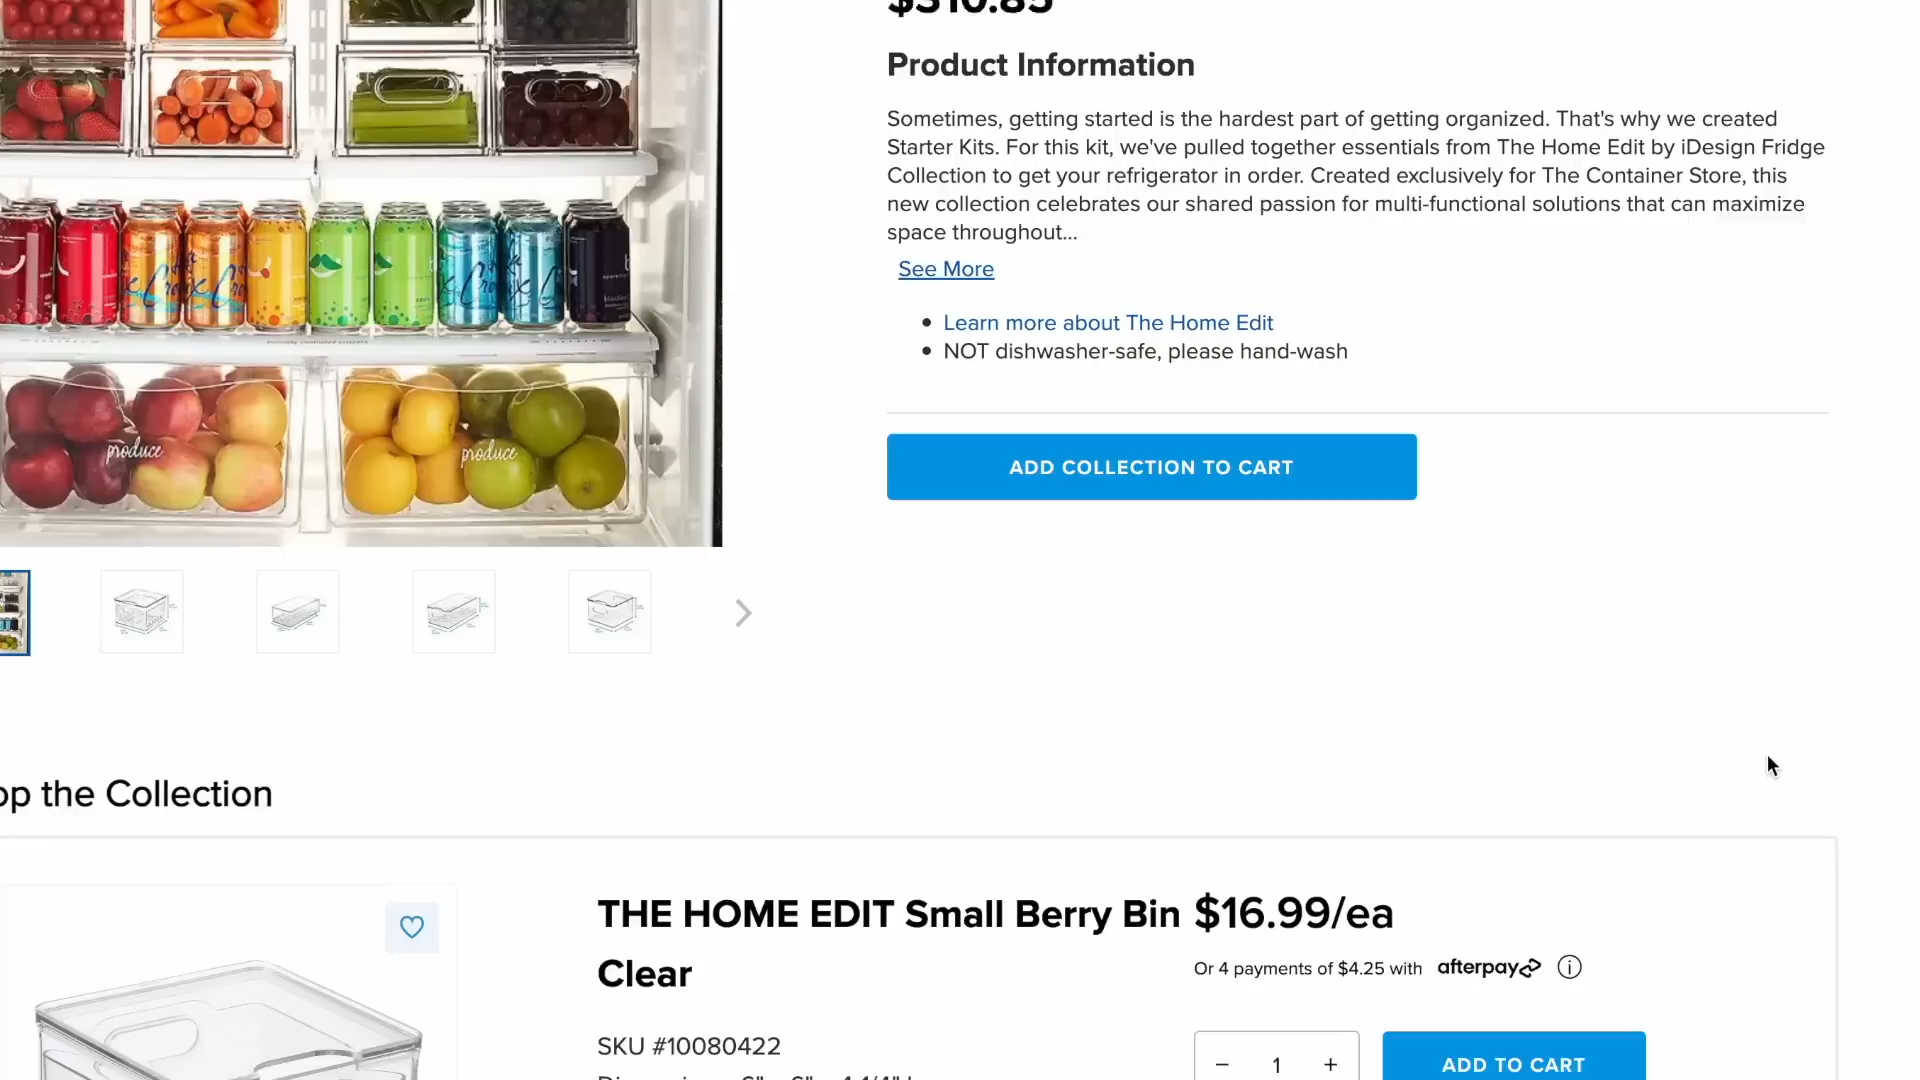 $310.85
Product Information
Sometimes, getting started is the hardest part of getting organized. That's why we created
Starter Kits. For this kit, we've pulled together essentials from The Home Edit by iDesign Fridge
Collection to get your refrigerator in order. Created exclusively for The Container Store, this
new collection celebrates our shared passion for multi-functional solutions that can maximize
space throughout...
See More
Learn more about The Home Edit
NOT dishwasher-safe, please hand-wash
ADD COLLECTION TO CART
produce
produce
op the Collection
THE HOME EDIT Small Berry Bin
Clear
$16.99/ea
Or 4 payments of $4.25 with afterpay
SKU #10080422
− 1 +
ADD TO CART